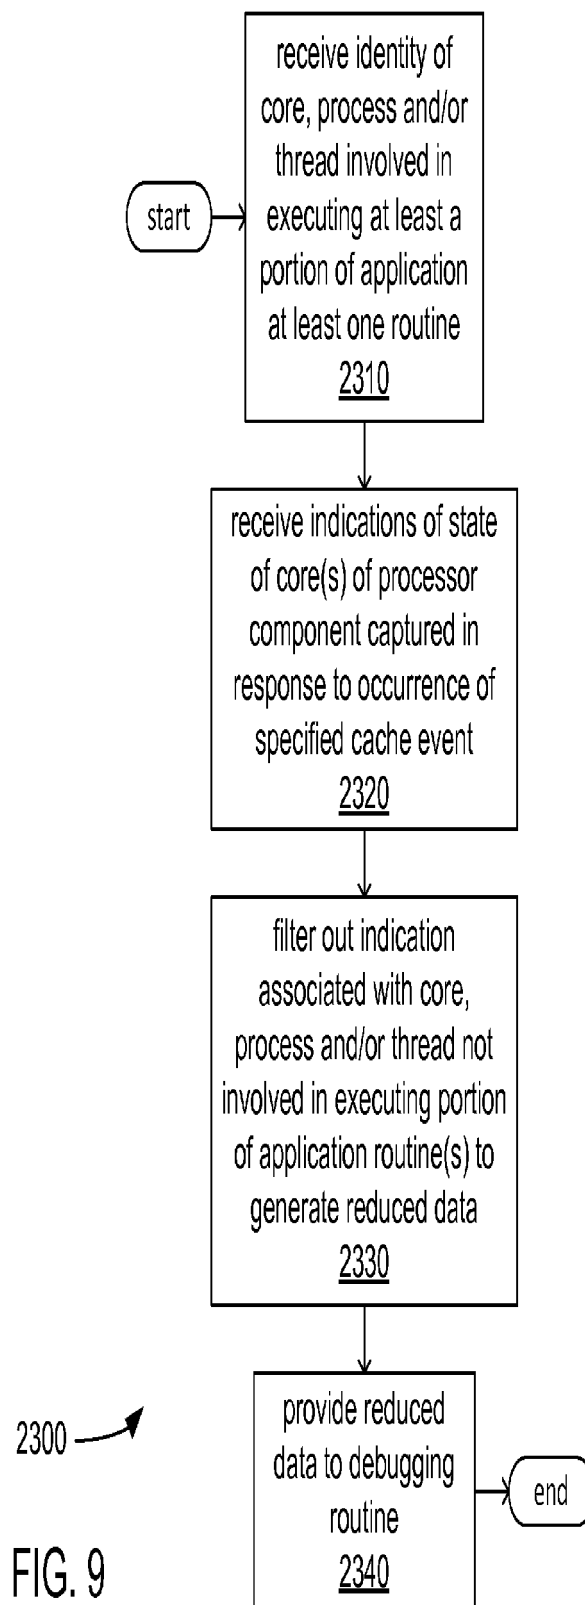 start
receive identity of
core, process and/or
thread involved in
executing at least a
portion of application
at least one routine
2310
receive indications of state
of core(s) of processor
component captured in
response to occurrence of
specified cache event
2320
filter out indication
associated with core,
process and/or thread not
involved in executing portion
of application routine(s) to
generate reduced data
2330
provide reduced
data to debugging
routine
2340
end
2300
FIG. 9